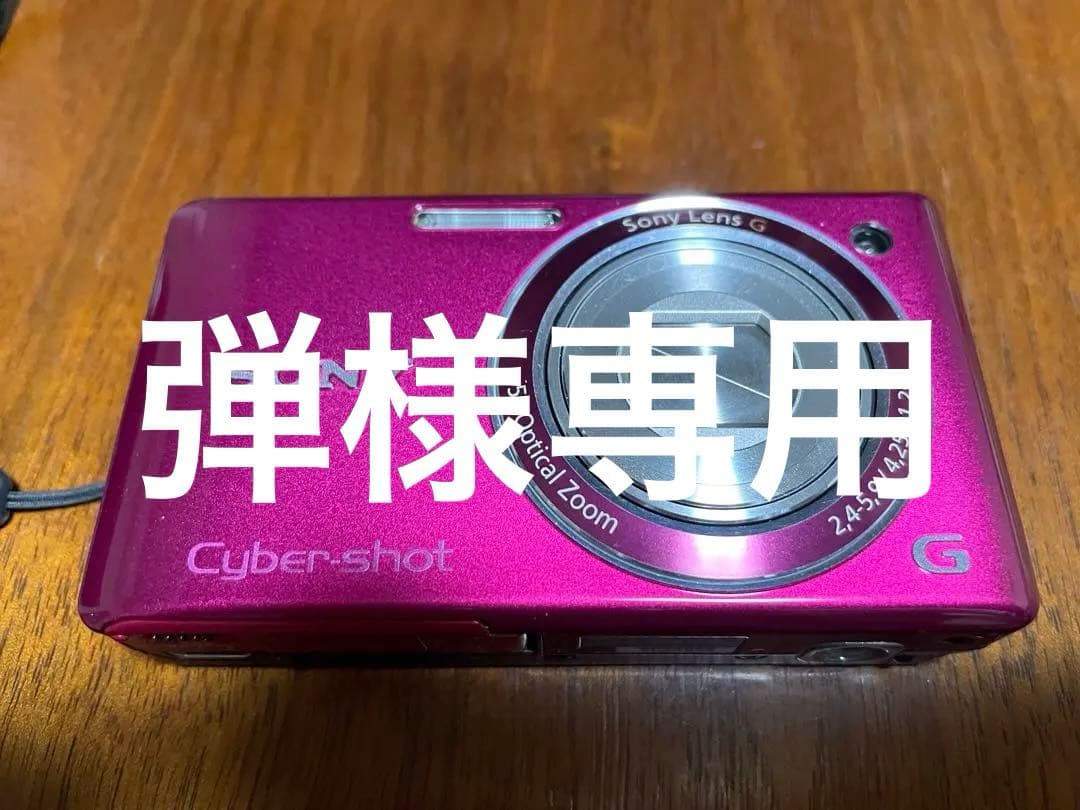 Sony Lens G
弾様専用
Optical Zoom
Cyber-shot
G